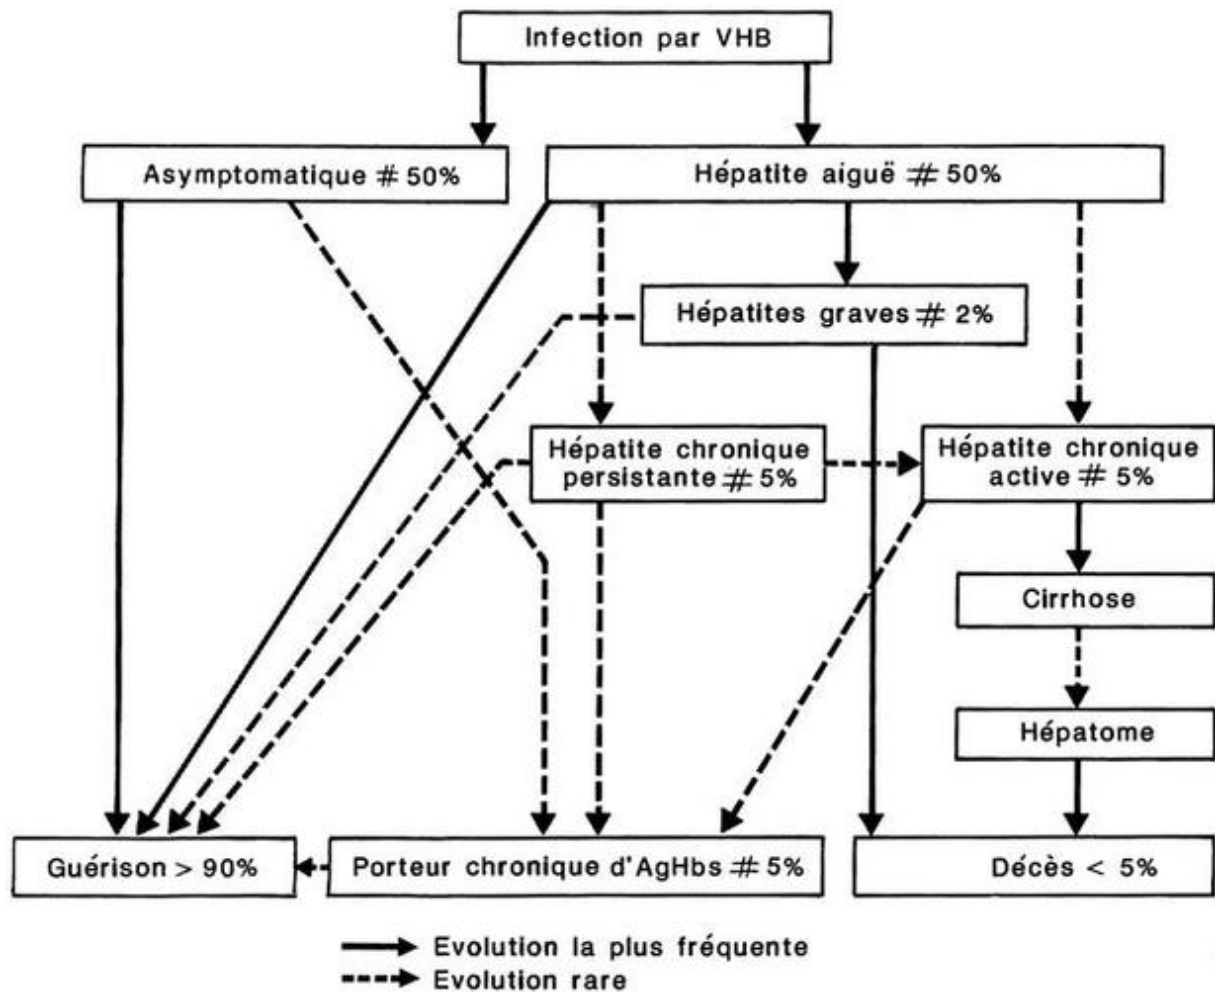 Infection par VHB
Asymptomatique # 50%
Hépatite aiguë # 50%
Hépatites graves # 2%
Hépatite chronique
persistante # 5%
Hépatite chronique
active # 5%
Cirrhose
Hépatome
Guérison > 90%
Porteur chronique d'AgHbs # 5%
Décès < 5%
Evolution la plus fréquente
Evolution rare